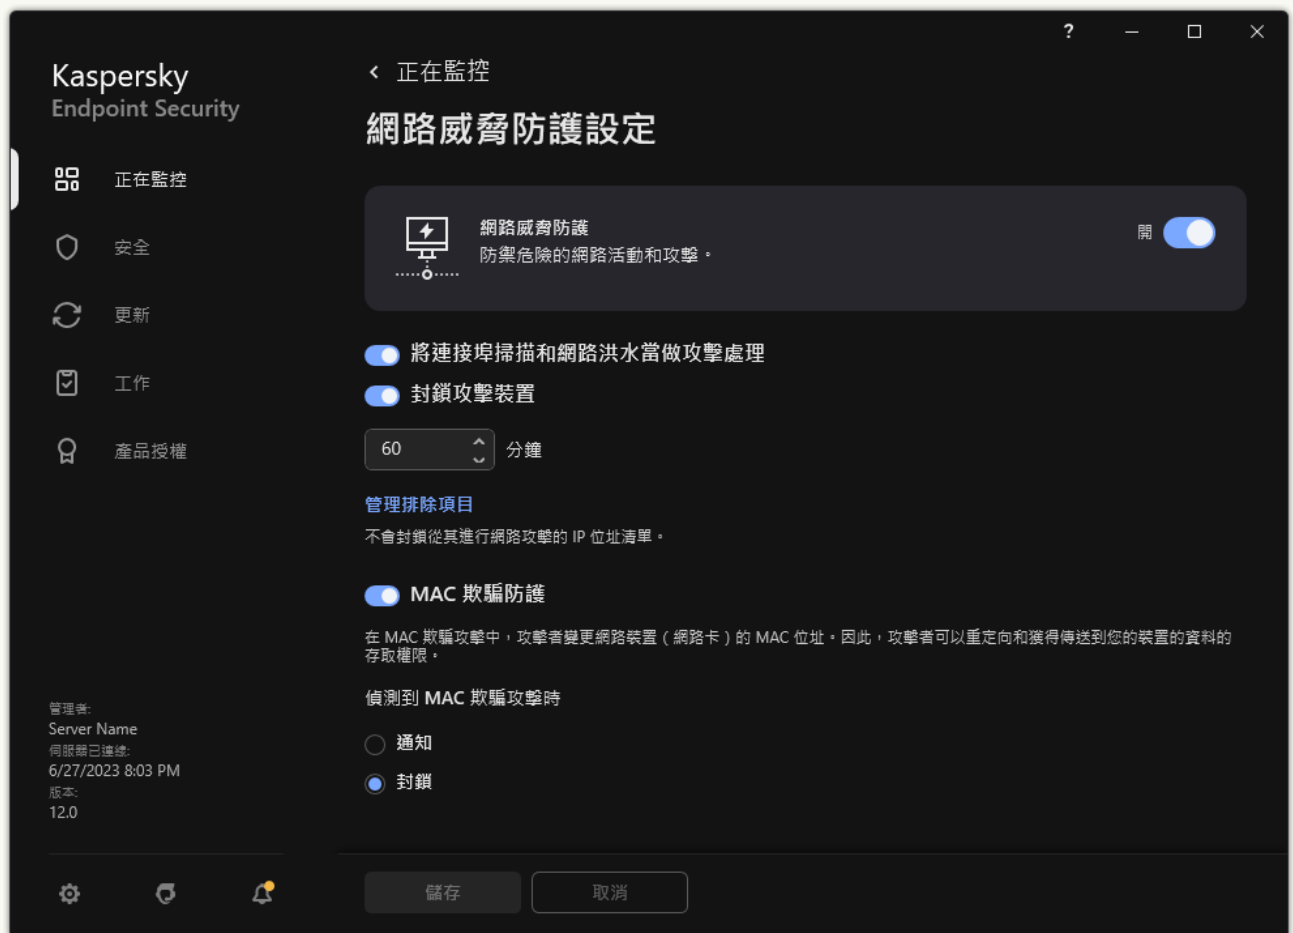 ?
Kaspersky
Endpoint Security
正在監控
安全
更新
工作
產品授權
管理者:
Server Name
伺服器已連線:
6/27/2023 8:03 PM
版本:
12.0
正在監控
網路威脅防護設定
網路威脅防護
防禦危險的網路活動和攻擊。
開
將連接埠掃描和網路洪水當做攻擊處理
封鎖攻擊裝置
60 分鐘
管理排除項目
不會封鎖從其進行網路攻擊的 IP 位址清單。
MAC 欺騙防護
在 MAC 欺騙攻擊中，攻擊者變更網路裝置（網路卡）的 MAC 位址。因此，攻擊者可以重定向和獲得傳送到您的裝置的資料的
存取權限。
偵測到 MAC 欺騙攻擊時
通知
封鎖
儲存 取消